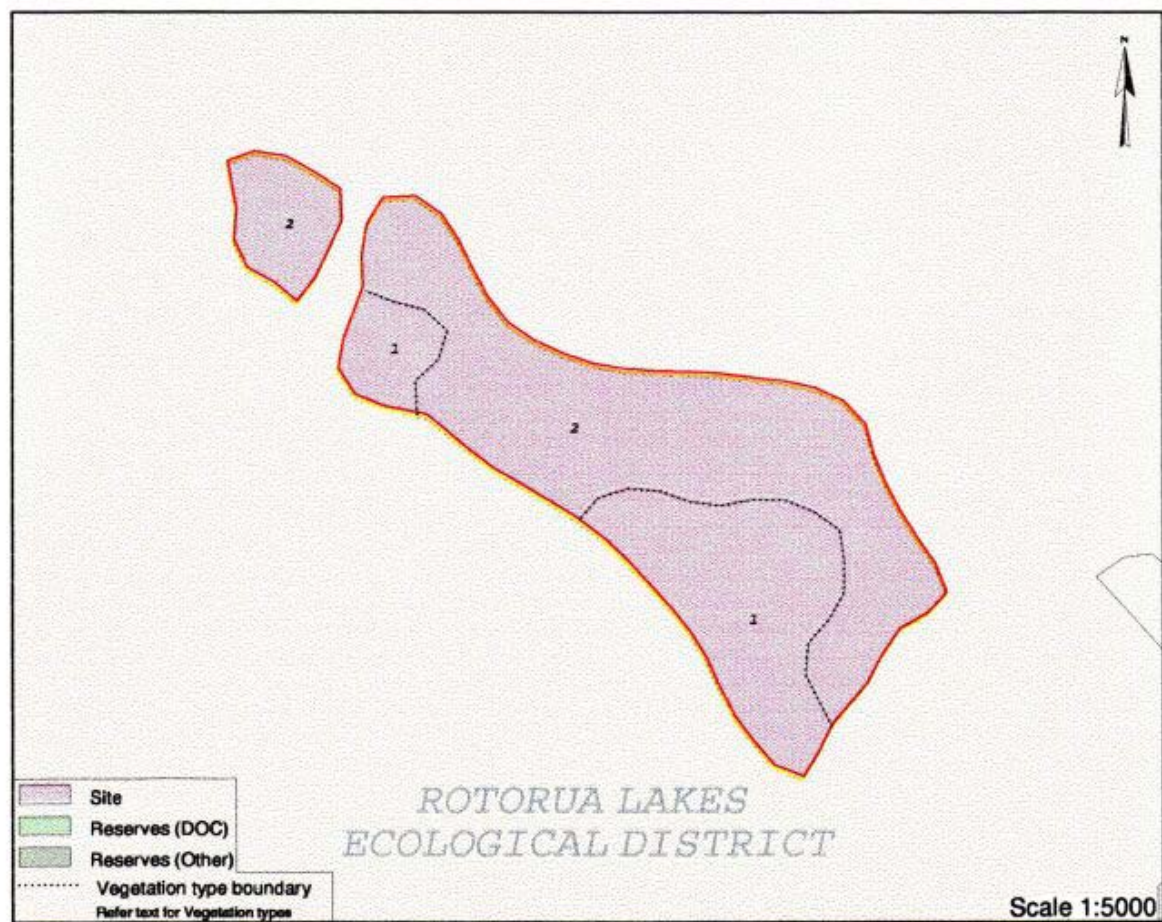 N
2
1
2
1
ROTORUA LAKES
ECOLOGICAL DISTRICT
Site
Reserves (DOC)
Reserves (Other)
Vegetation type boundary
Refer text for Vegetation types
Scale 1:5000